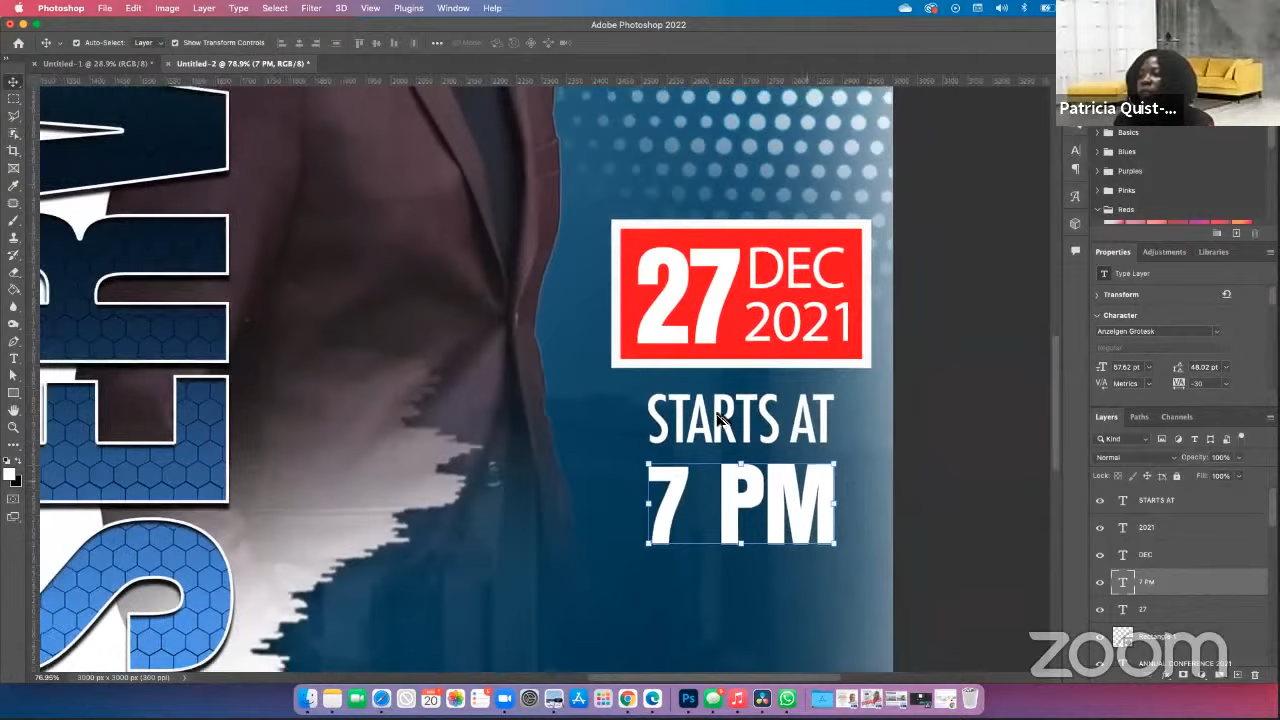 Photoshop File Edit Image Layer Type Select Filter 3D View Plugins Window Help
Adobe Photoshop 2022
Auto-Select: Layer Show Transform Controls
Untitled-1 @ 28.9% (RGB/8) *
Untitled-2 @ 78.9% (7 PM, RGB/8) *
Patricia Quist-...
Basics
Blues
Purples
Pinks
Reds
27 DEC
2021
STARTS AT
7 PM
Properties Adjustments Libraries
Type Layer
Transform
Character
Anzeigen Grotesk
Regular
57.62 pt 48.02 pt
Metrics -30
Layers Paths Channels
Kind
Normal Opacity: 100%
Lock: Fill: 100%
STARTS AT
2021
DEC
7 PM
27
Rectangle 1
ANNUAL CONFERENCE 2021
zoom
76.95% 3000 px x 3000 px (300 ppi)